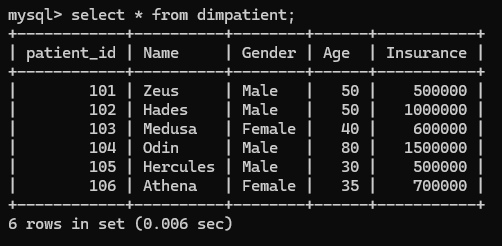 mysql> select * from dimpatient;
+------------+----------+--------+------+-----------+
| patient_id | Name     | Gender | Age  | Insurance |
+------------+----------+--------+------+-----------+
|        101 | Zeus     | Male   |   50 |    500000 |
|        102 | Hades    | Male   |   50 |   1000000 |
|        103 | Medusa   | Female |   40 |    600000 |
|        104 | Odin     | Male   |   80 |   1500000 |
|        105 | Hercules | Male   |   30 |    500000 |
|        106 | Athena   | Female |   35 |    700000 |
+------------+----------+--------+------+-----------+
6 rows in set (0.006 sec)